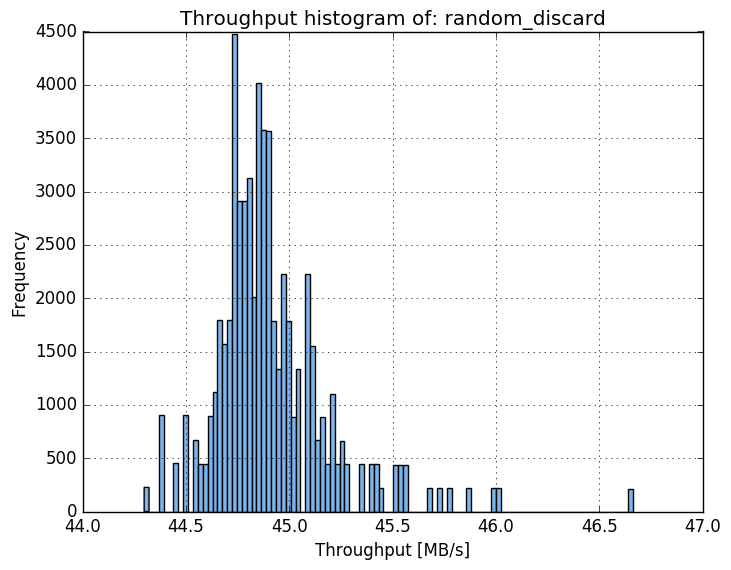 Throughput histogram of: random_discard
4500
4000
3500
3000
2500
2000
1500
1000
500
0
Frequency
44.0 44.5 45.0 45.5 46.0 46.5 47.0
Throughput [MB/s]